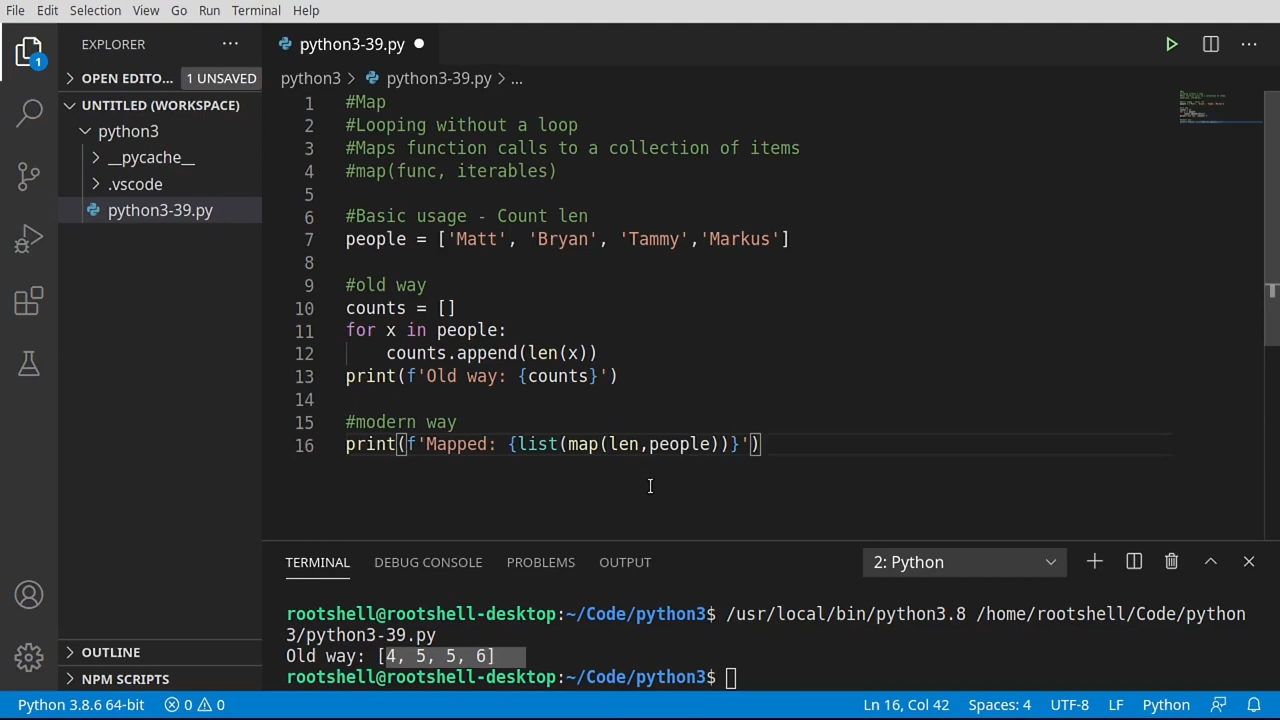 File Edit Selection View Go Run Terminal Help
EXPLORER ···
python3-39.py
OPEN EDITO... 1 UNSAVED
python3 > python3-39.py > ...
UNTITLED (WORKSPACE)
python3
__pycache__
.vscode
python3-39.py
1
1 #Map
2 #Looping without a loop
3 #Maps function calls to a collection of items
4 #map(func, iterables)
5
6 #Basic usage - Count len
7 people = ['Matt', 'Bryan', 'Tammy','Markus']
8
9 #old way
10 counts = []
11 for x in people:
12     counts.append(len(x))
13 print(f'Old way: {counts}')
14
15 #modern way
16 print(f'Mapped: {list(map(len,people))}')
TERMINAL DEBUG CONSOLE PROBLEMS OUTPUT 2: Python
rootshell@rootshell-desktop:~/Code/python3$ /usr/local/bin/python3.8 /home/rootshell/Code/python
3/python3-39.py
Old way: [4, 5, 5, 6]
rootshell@rootshell-desktop:~/Code/python3$
OUTLINE
NPM SCRIPTS
Python 3.8.6 64-bit 0 0 Ln 16, Col 42 Spaces: 4 UTF-8 LF Python